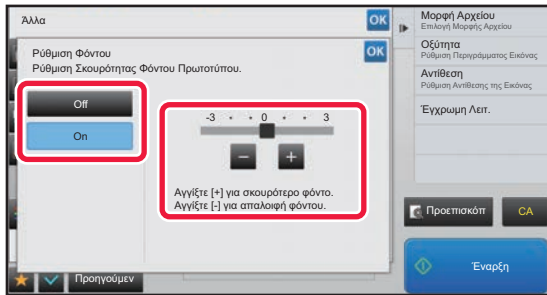 Άλλα
OK
Ρύθμιση Φόντου
Ρύθμιση Σκουρότητας Φόντου Πρωτοτύπου.
OK
Off
On
-3 • • 0 • • 3
− +
Αγγίξτε [+] για σκουρότερο φόντο.
Αγγίξτε [-] για απαλοιφή φόντου.
Προηγούμεν
Μορφή Αρχείου
Επιλογή Μορφής Αρχείου
Οξύτητα
Ρύθμιση Περιγράμματος Εικόνας
Αντίθεση
Ρύθμιση Αντίθεσης της Εικόνας
Έγχρωμη Λειτ.
Προεπισκόπ
CA
Έναρξη